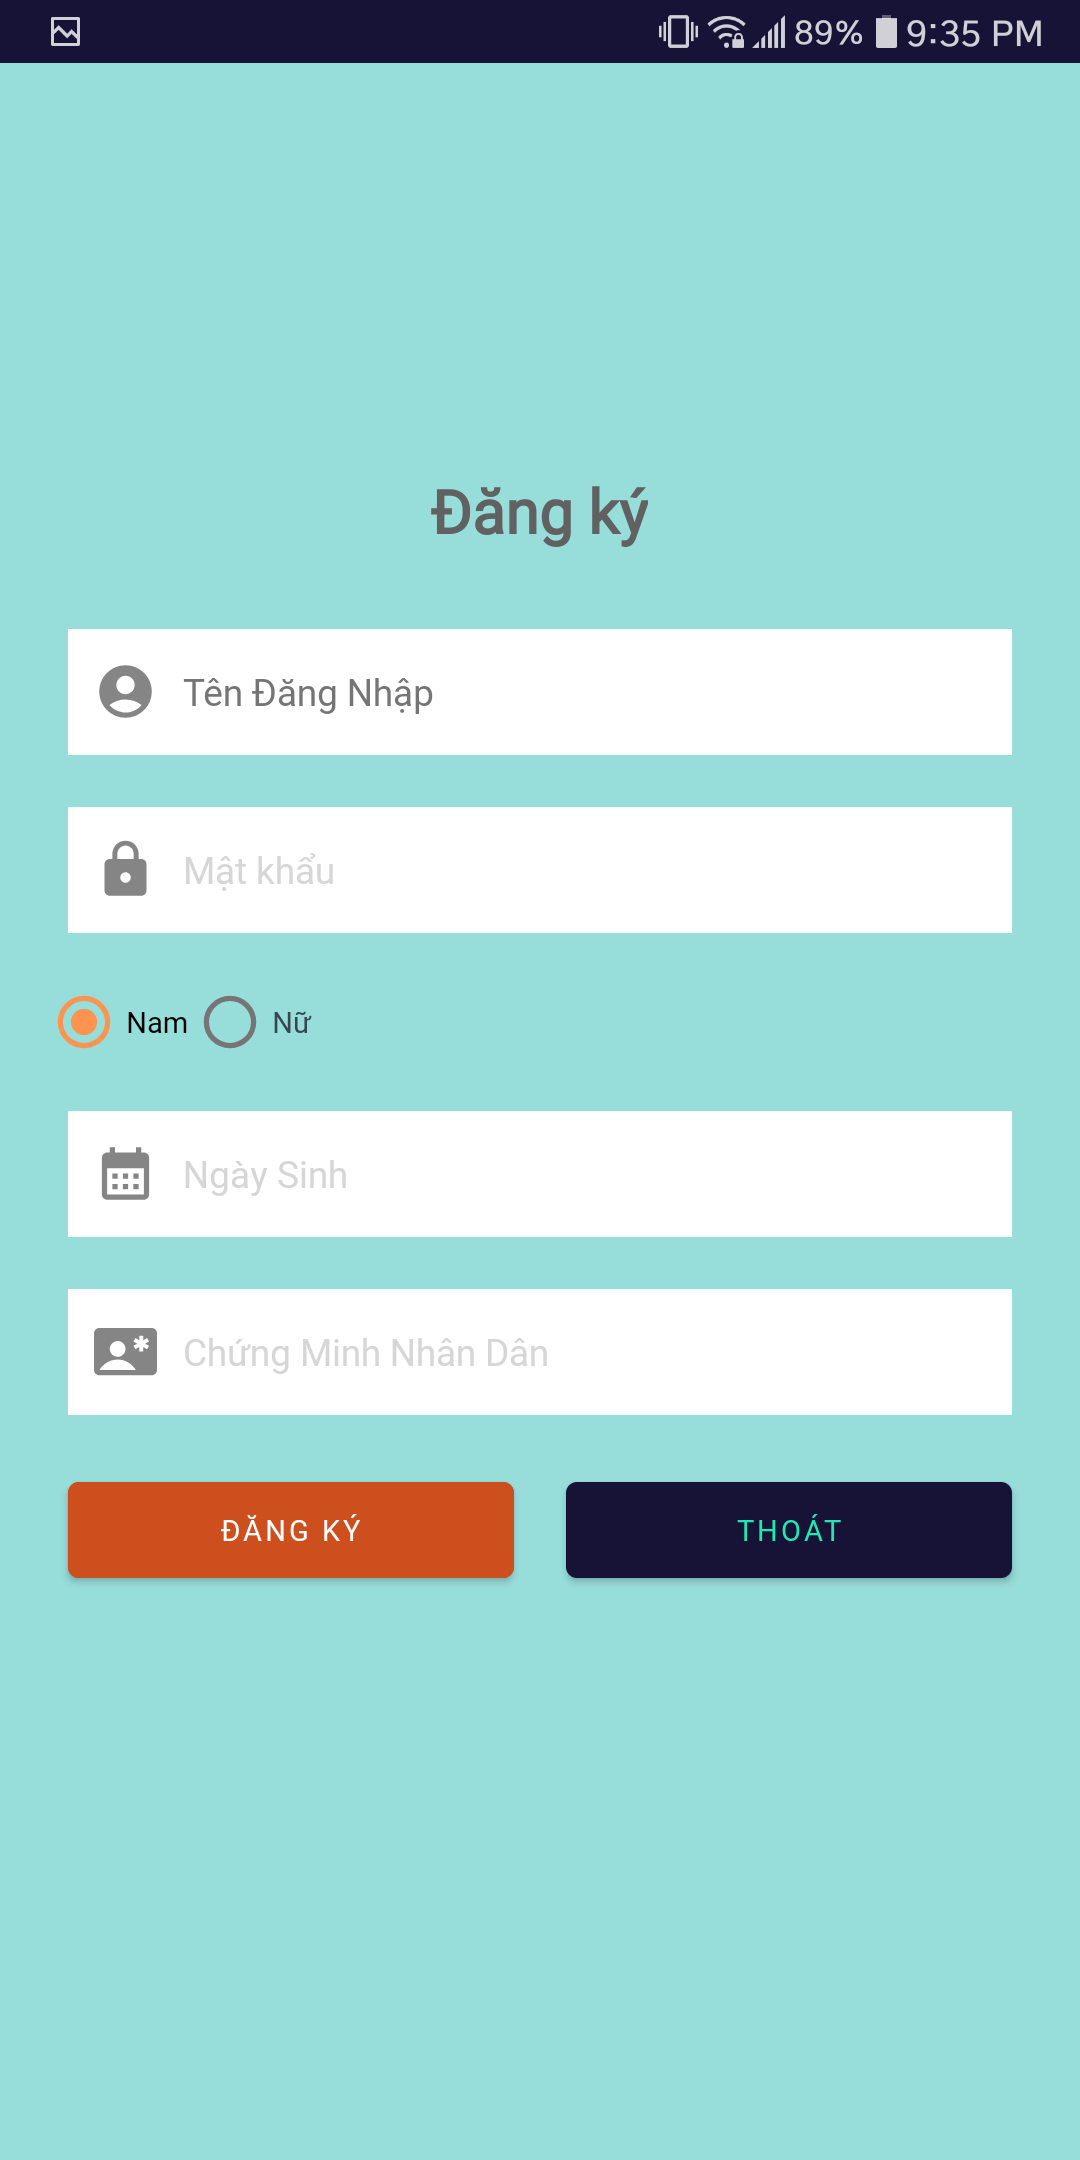 89% 9:35 PM
Đăng ký
Tên Đăng Nhập
Mật khẩu
Nam Nữ
Ngày Sinh
Chứng Minh Nhân Dân
ĐĂNG KÝ THOÁT